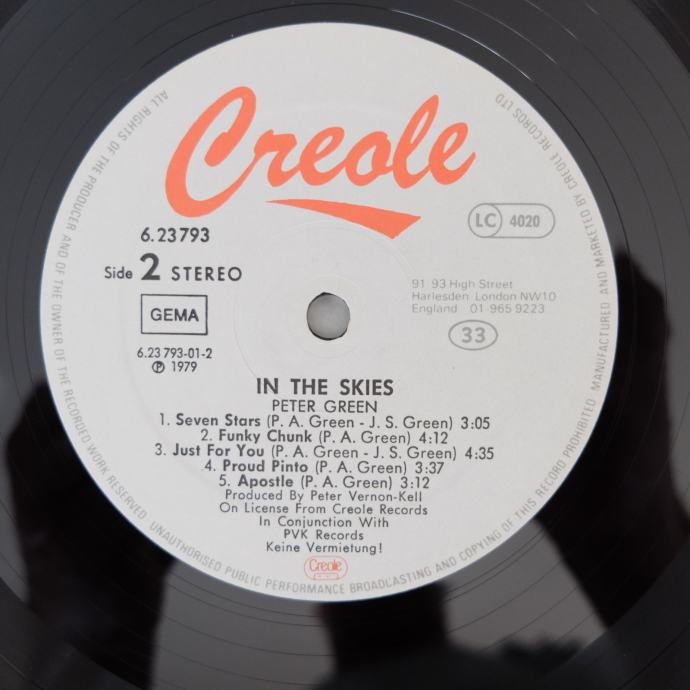 Creole
6.23793
Side 2 STEREO
GEMA
6.23 793-01-2
℗ 1979
LC 4020
91 93 High Street
Harlesden London NW10
England 01-965 9223
33
IN THE SKIES
PETER GREEN
1. Seven Stars (P. A. Green - J. S. Green) 3:05
2. Funky Chunk (P. A. Green) 4:12
3. Just For You (P. A. Green - J. S. Green) 4:35
4. Proud Pinto (P. A. Green) 3:37
5. Apostle (P. A. Green) 3:12
Produced By Peter Vernon-Kell
On License From Creole Records
In Conjunction With
PVK Records
Keine Vermietung!
Creole
ALL RIGHTS OF THE PRODUCER AND OF THE OWNER OF THE RECORDED WORK RESERVED UNAUTHORISED PUBLIC PERFORMANCE BROADCASTING AND COPYING OF THIS RECORD PROHIBITED MANUFACTURED AND MARKETED BY CREOLE RECORDS LTD